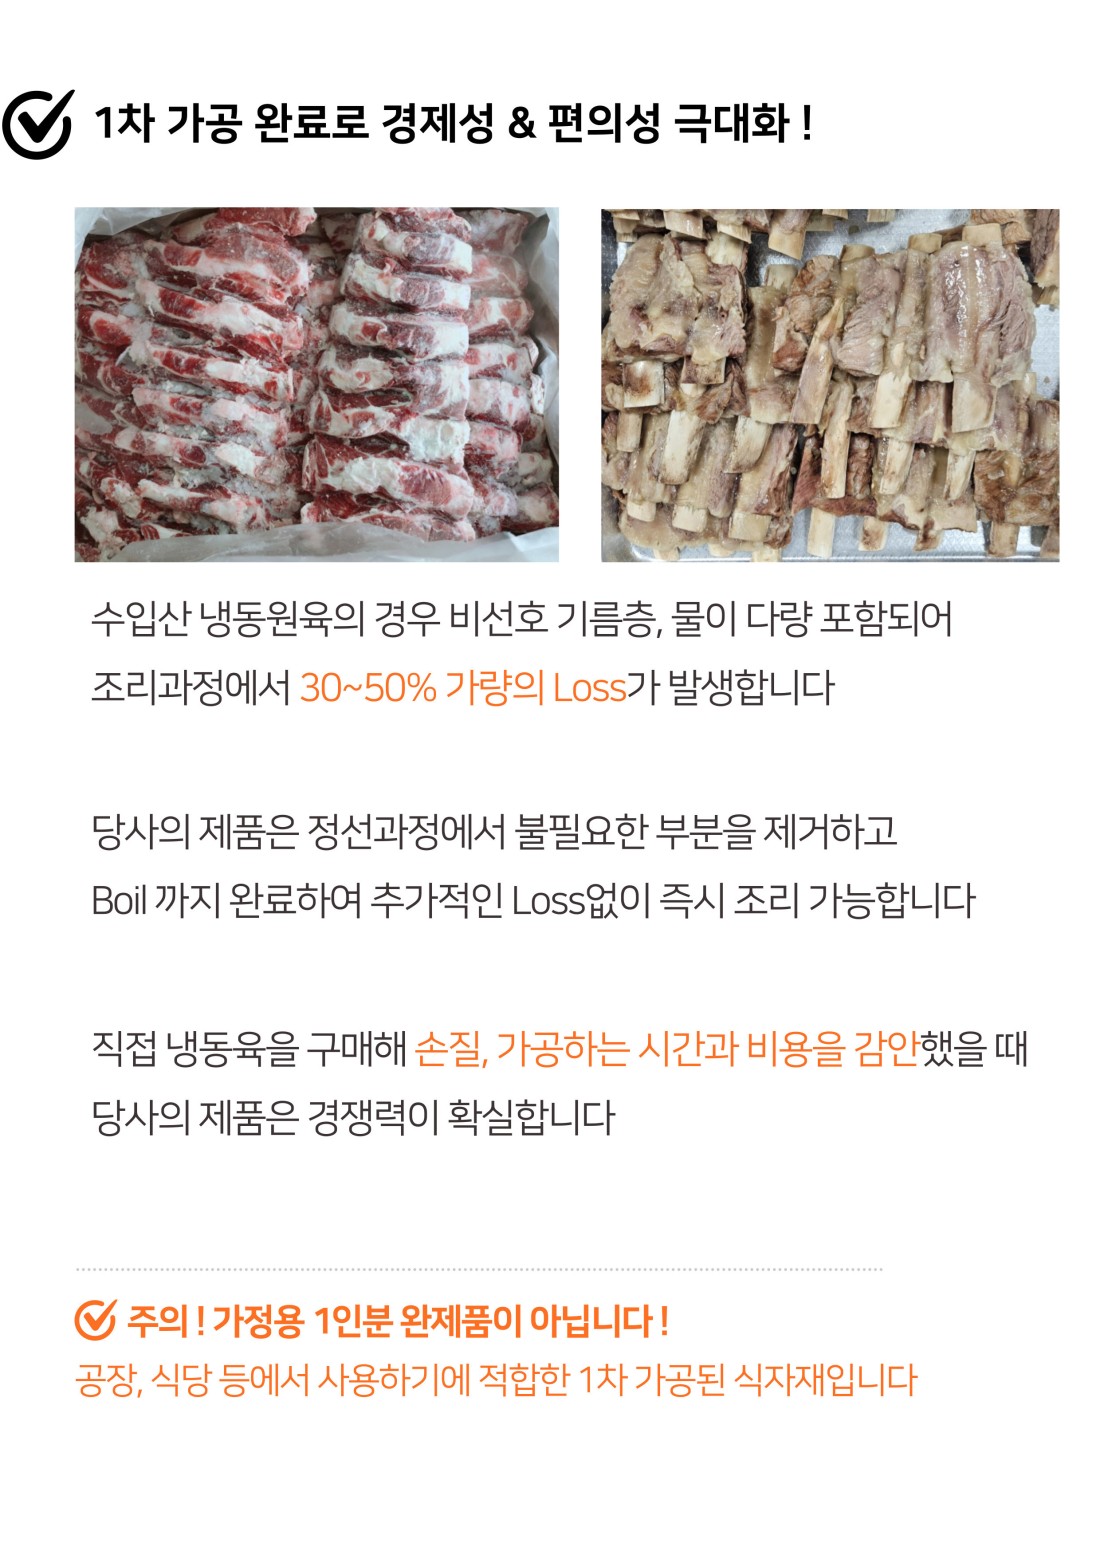 1차 가공 완료로 경제성 & 편의성 극대화 !
수입산 냉동원육의 경우 비선호 기름층, 물이 다량 포함되어
조리과정에서 30~50% 가량의 Loss가 발생합니다
당사의 제품은 정선과정에서 불필요한 부분을 제거하고
Boil 까지 완료하여 추가적인 Loss없이 즉시 조리 가능합니다
직접 냉동육을 구매해 손질, 가공하는 시간과 비용을 감안했을 때
당사의 제품은 경쟁력이 확실합니다
주의 ! 가정용 1인분 완제품이 아닙니다 !
공장, 식당 등에서 사용하기에 적합한 1차 가공된 식자재입니다